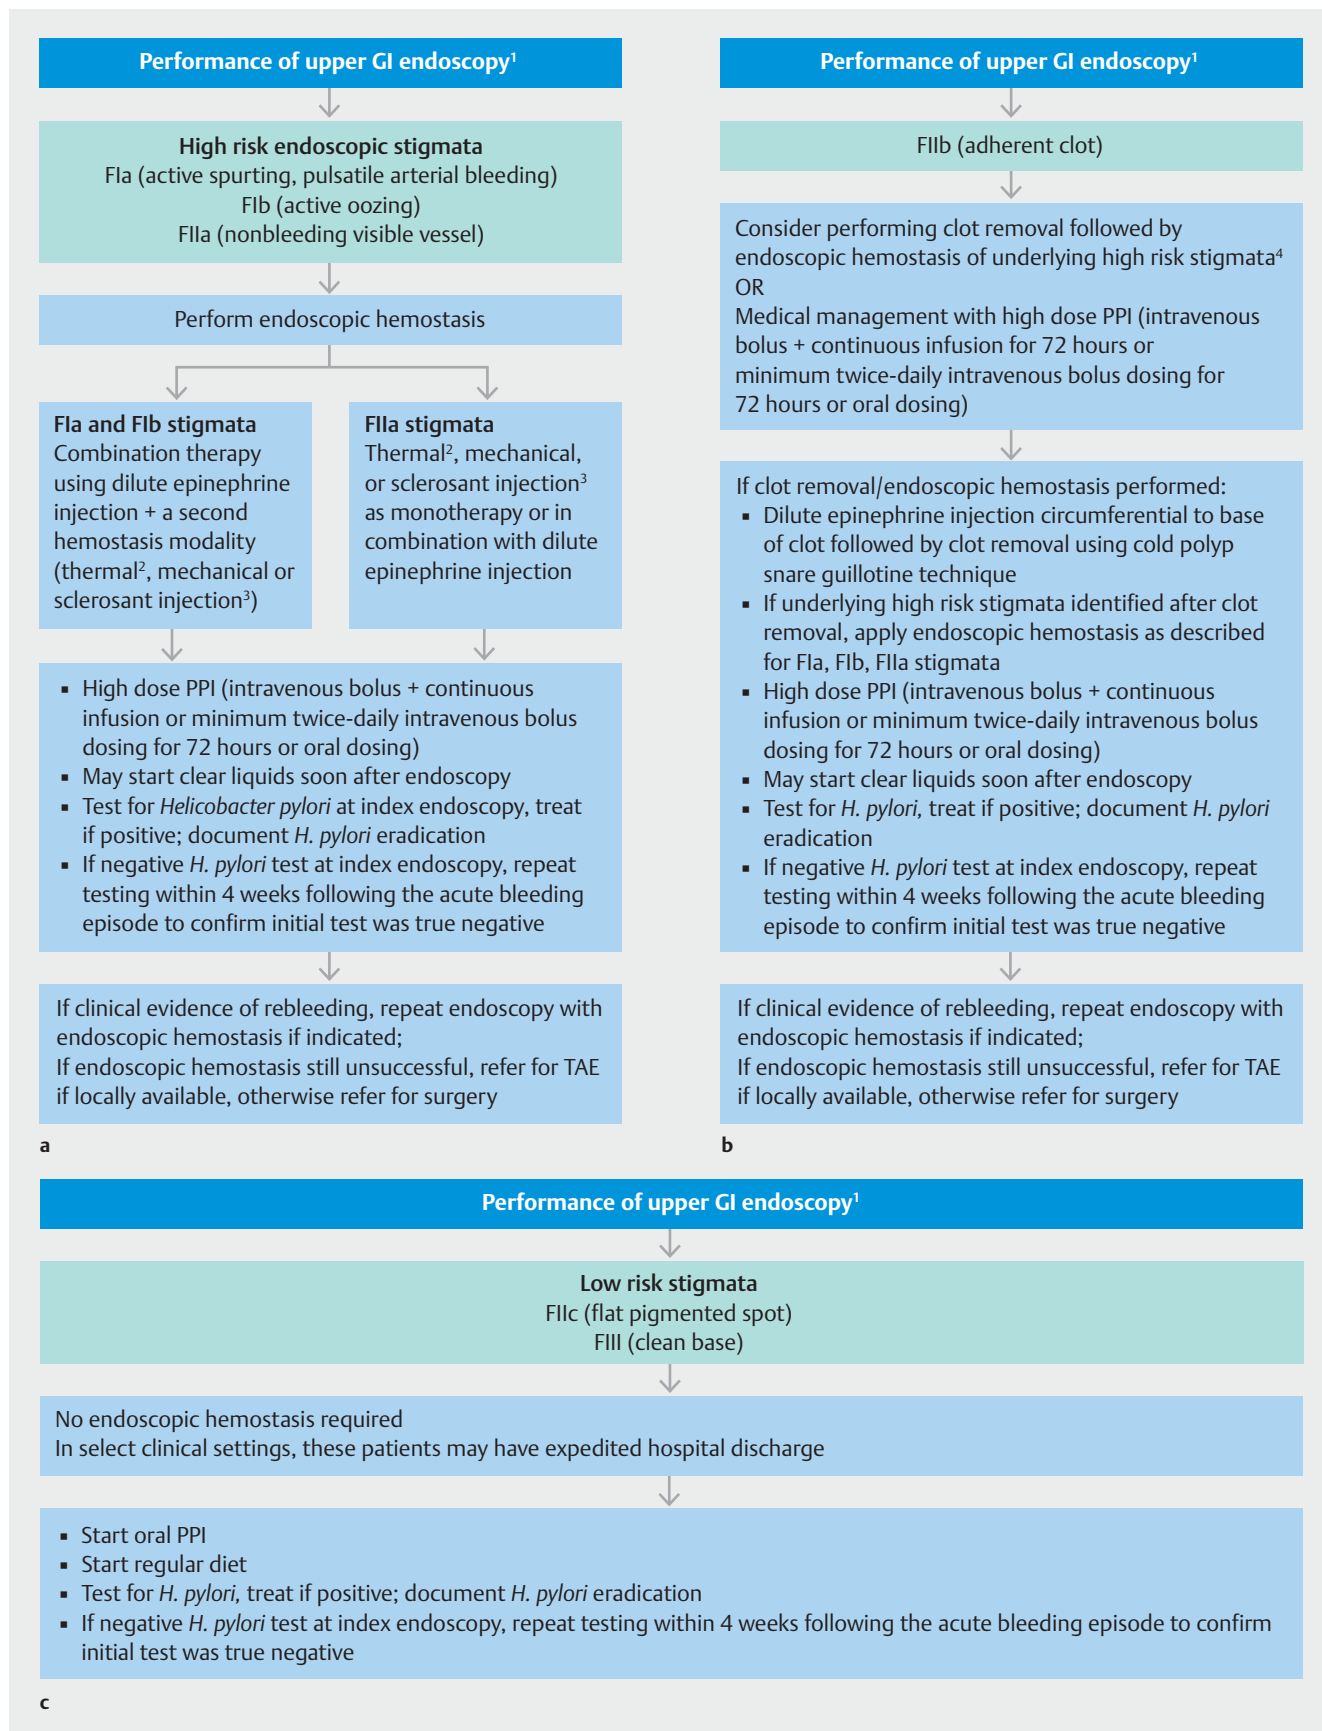 Performance of upper GI endoscopy¹
High risk endoscopic stigmata
FIa (active spurting, pulsatile arterial bleeding)
FIb (active oozing)
FIIa (nonbleeding visible vessel)
Perform endoscopic hemostasis
FIa and FIb stigmata
Combination therapy
using dilute epinephrine
injection + a second
hemostasis modality
(thermal², mechanical or
sclerosant injection³)
FIIa stigmata
Thermal², mechanical,
or sclerosant injection³
as monotherapy or in
combination with dilute
epinephrine injection
▪ High dose PPI (intravenous bolus + continuous
infusion or minimum twice-daily intravenous bolus
dosing for 72 hours or oral dosing)
▪ May start clear liquids soon after endoscopy
▪ Test for Helicobacter pylori at index endoscopy, treat
if positive; document H. pylori eradication
▪ If negative H. pylori test at index endoscopy, repeat
testing within 4 weeks following the acute bleeding
episode to confirm initial test was true negative
If clinical evidence of rebleeding, repeat endoscopy with
endoscopic hemostasis if indicated;
If endoscopic hemostasis still unsuccessful, refer for TAE
if locally available, otherwise refer for surgery
a
Performance of upper GI endoscopy¹
FIIb (adherent clot)
Consider performing clot removal followed by
endoscopic hemostasis of underlying high risk stigmata⁴
OR
Medical management with high dose PPI (intravenous
bolus + continuous infusion for 72 hours or
minimum twice-daily intravenous bolus dosing for
72 hours or oral dosing)
If clot removal/endoscopic hemostasis performed:
▪ Dilute epinephrine injection circumferential to base
of clot followed by clot removal using cold polyp
snare guillotine technique
▪ If underlying high risk stigmata identified after clot
removal, apply endoscopic hemostasis as described
for FIa, FIb, FIIa stigmata
▪ High dose PPI (intravenous bolus + continuous
infusion or minimum twice-daily intravenous bolus
dosing for 72 hours or oral dosing)
▪ May start clear liquids soon after endoscopy
▪ Test for H. pylori, treat if positive; document H. pylori
eradication
▪ If negative H. pylori test at index endoscopy, repeat
testing within 4 weeks following the acute bleeding
episode to confirm initial test was true negative
If clinical evidence of rebleeding, repeat endoscopy with
endoscopic hemostasis if indicated;
If endoscopic hemostasis still unsuccessful, refer for TAE
if locally available, otherwise refer for surgery
b
Performance of upper GI endoscopy¹
Low risk stigmata
FIIc (flat pigmented spot)
FIII (clean base)
No endoscopic hemostasis required
In select clinical settings, these patients may have expedited hospital discharge
▪ Start oral PPI
▪ Start regular diet
▪ Test for H. pylori, treat if positive; document H. pylori eradication
▪ If negative H. pylori test at index endoscopy, repeat testing within 4 weeks following the acute bleeding episode to confirm
initial test was true negative
c